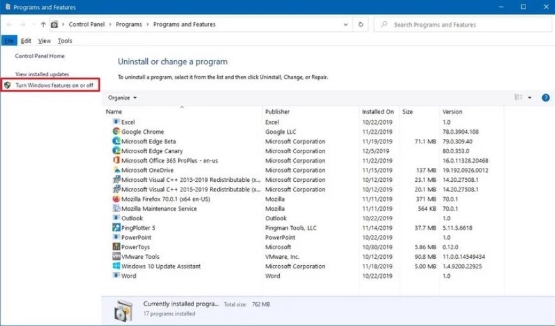 Programs and Features
Control Panel > Programs > Programs and Features
Search Programs and Features
File Edit View Tools
Control Panel Home
View installed updates
Turn Windows features on or off
Uninstall or change a program
To uninstall a program, select it from the list and then click Uninstall, Change, or Repair.
Organize
Name Publisher Installed On Size Version
Excel 10/22/2019 1.0
Google Chrome Google LLC 11/22/2019 78.0.3904.108
Microsoft Edge Beta Microsoft Corporation 11/19/2019 71.1 MB 79.0.309.40
Microsoft Edge Canary Microsoft Corporation 12/5/2019 80.0.353.0
Microsoft Office 365 ProPlus - en-us Microsoft Corporation 11/22/2019 16.0.11328.20468
Microsoft OneDrive Microsoft Corporation 11/15/2019 137 MB 19.192.0926.0012
Microsoft Visual C++ 2013-2019 Redistributable (x... Microsoft Corporation 10/12/2019 23.1 MB 14.20.27508.1
Microsoft Visual C++ 2015-2019 Redistributable (x... Microsoft Corporation 10/12/2019 20.1 MB 14.20.27508.1
Mozilla Firefox 70.0.1 (x64 en-US) Mozilla 11/11/2019 371 MB 70.0.1
Mozilla Maintenance Service Mozilla 11/11/2019 564 KB 70.0.1
Outlook 10/22/2019 1.0
PingPlotter 5 Pingman Tools, LLC 11/14/2019 37.7 MB 5.11.5.6618
PowerPoint 10/22/2019 1.0
PowerToys Microsoft 10/30/2019 5.86 MB 0.12.0
VMware Tools VMware, Inc. 10/12/2019 90.8 MB 11.0.0.14549434
Windows 10 Update Assistant Microsoft Corporation 11/18/2019 5.00 MB 1.4.9200.22925
Word 10/22/2019 1.0
Currently installed progra... Total size: 762 MB
17 programs installed